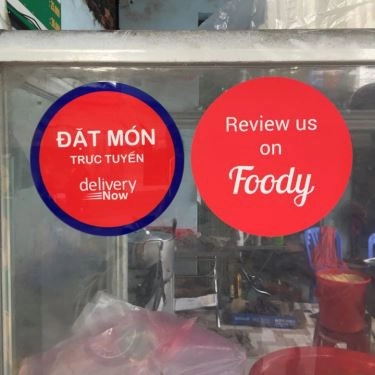 ĐẶT MÓN
TRỰC TUYẾN
delivery
Now
Review us
on
Foody